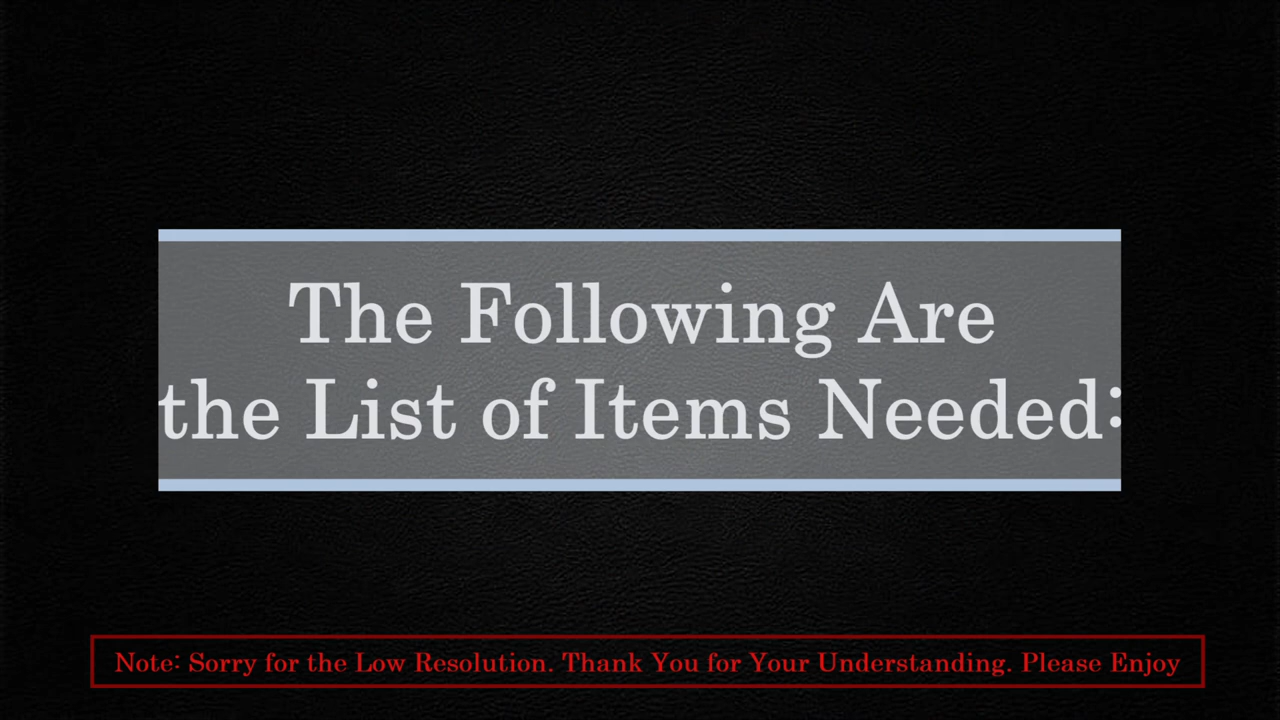 The Following Are
the List of Items Needed:
Note: Sorry for the Low Resolution. Thank You for Your Understanding. Please Enjoy